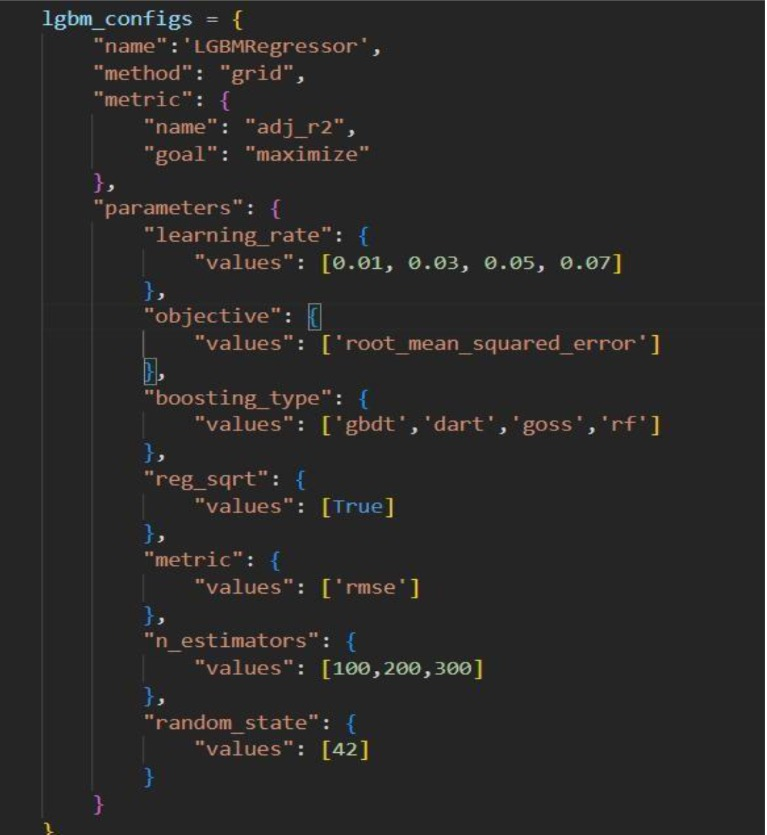 lgbm_configs = {
    "name":'LGBMRegressor',
    "method": "grid",
    "metric": {
        "name": "adj_r2",
        "goal": "maximize"
    },
    "parameters": {
        "learning_rate": {
            "values": [0.01, 0.03, 0.05, 0.07]
        },
        "objective": {
            "values": ['root_mean_squared_error']
        },
        "boosting_type": {
            "values": ['gbdt','dart','goss','rf']
        },
        "reg_sqrt": {
            "values": [True]
        },
        "metric": {
            "values": ['rmse']
        },
        "n_estimators": {
            "values": [100,200,300]
        },
        "random_state": {
            "values": [42]
        }
    }
}